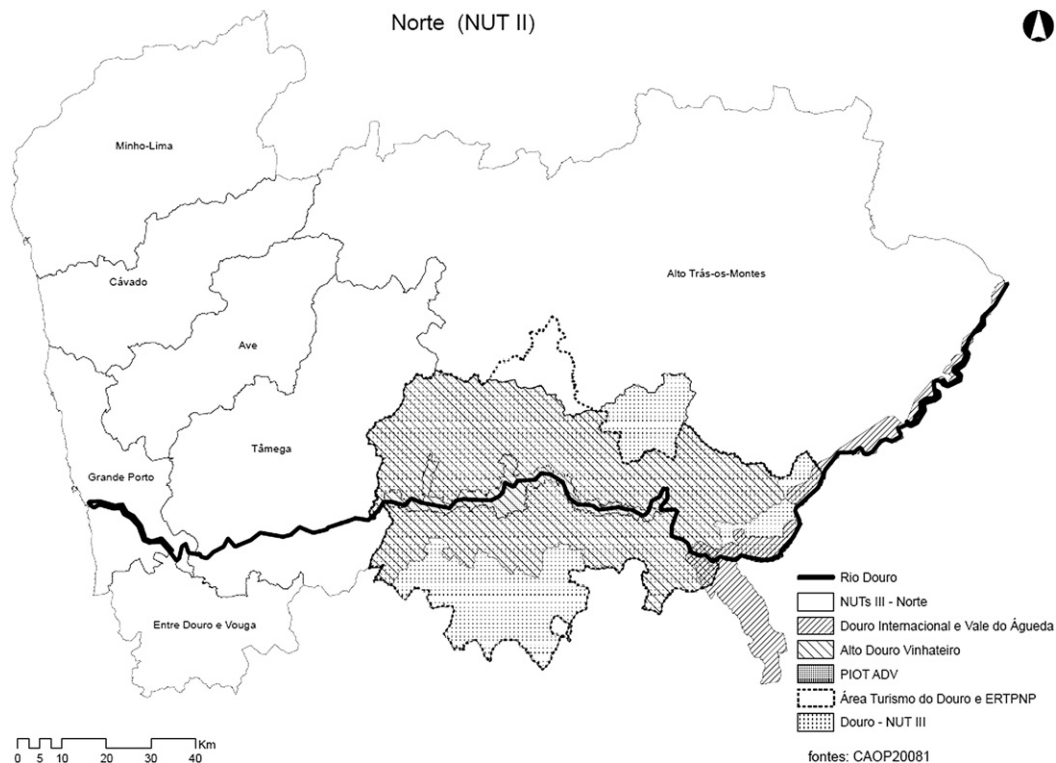 Norte (NUT II)
Minho-Lima
Cávado
Alto Trás-os-Montes
Ave
Tâmega
Grande Porto
Entre Douro e Vouga
Rio Douro
NUTs III - Norte
Douro Internacional e Vale do Águeda
Alto Douro Vinhateiro
PIOT ADV
Área Turismo do Douro e ERTPNP
Douro - NUT III
Km
0 5 10 20 30 40
fontes: CAOP20081